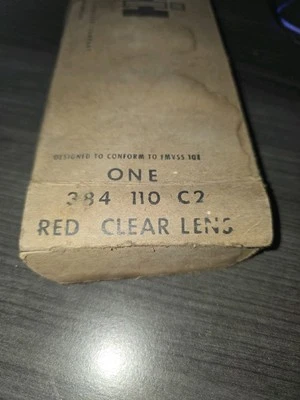 DESIGNED TO CONFORM TO FMVSS 108
ONE
384 110 C2
RED CLEAR LENS